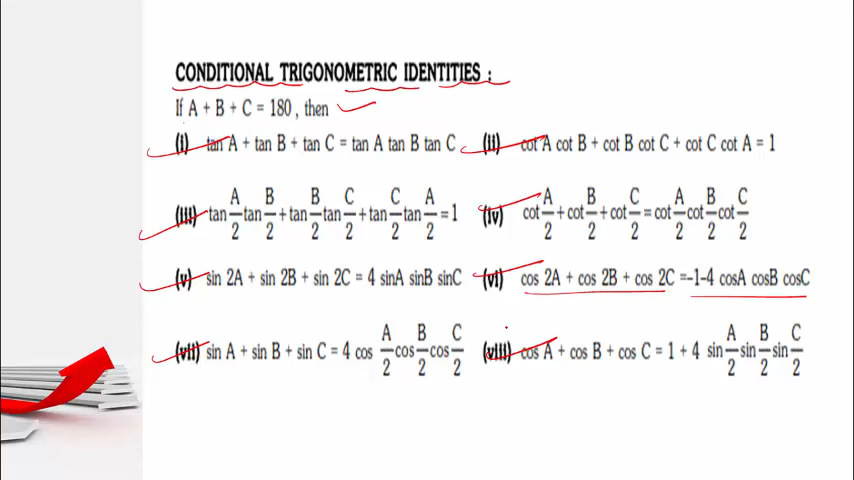 CONDITIONAL TRIGONOMETRIC IDENTITIES :
If A + B + C = 180 , then
(i) tan A + tan B + tan C = tan A tan B tan C (ii) cot A cot B + cot B cot C + cot C cot A = 1
(iii) tan A/2 tan B/2 + tan B/2 tan C/2 + tan C/2 tan A/2 = 1 (iv) cot A/2 + cot B/2 + cot C/2 = cot A/2 cot B/2 cot C/2
(v) sin 2A + sin 2B + sin 2C = 4 sinA sinB sinC (vi) cos 2A + cos 2B + cos 2C =–1–4 cosA cosB cosC
(vii) sin A + sin B + sin C = 4 cos A/2 cos B/2 cos C/2 (viii) cos A + cos B + cos C = 1 + 4 sin A/2 sin B/2 sin C/2